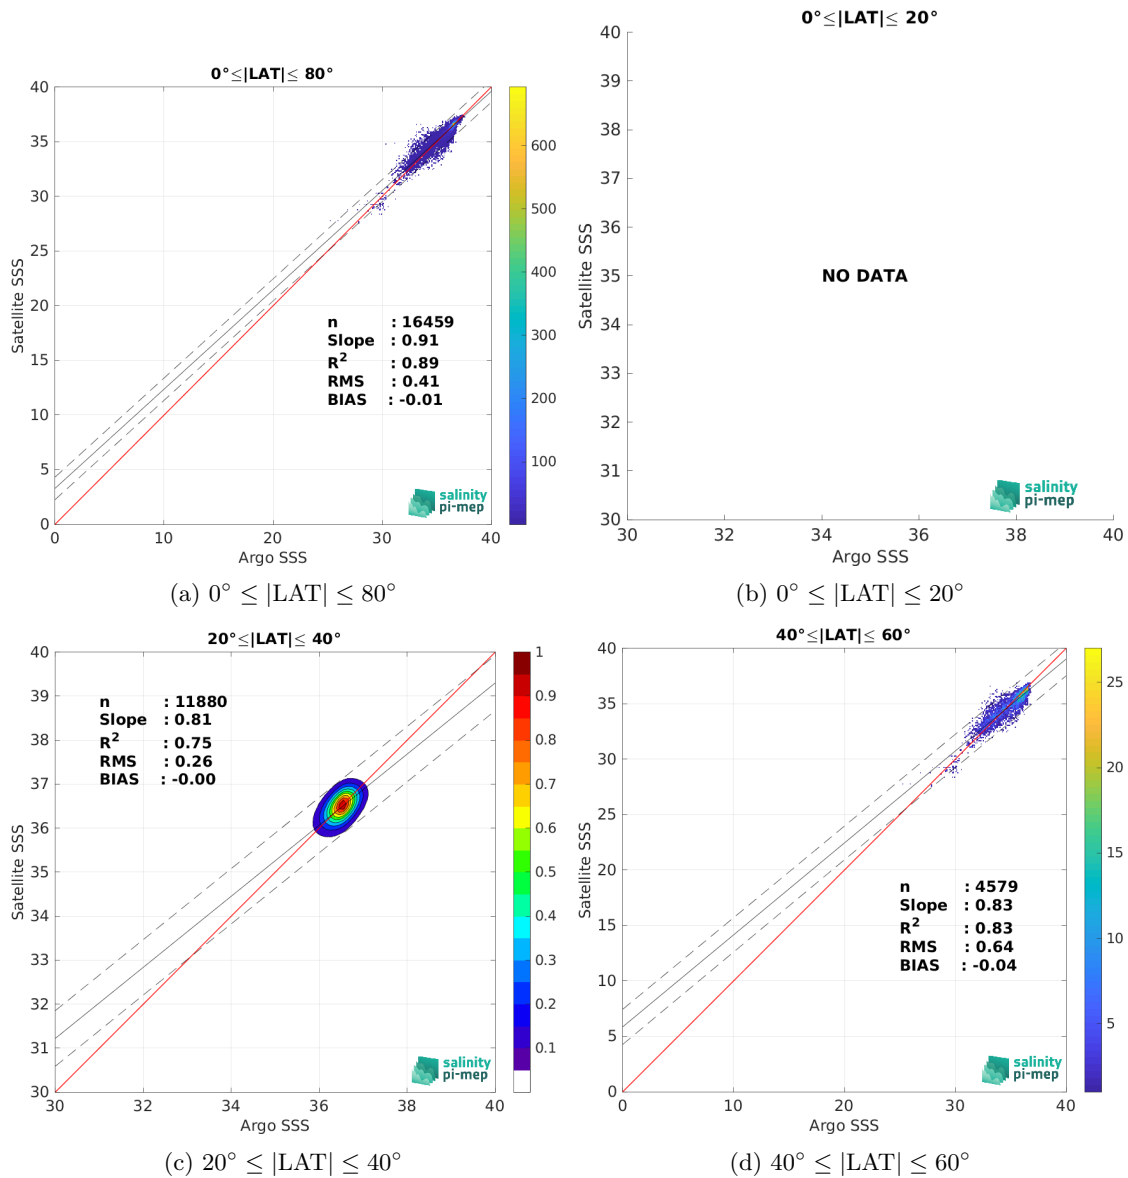 0°≤|LAT|≤ 80°
40
35
30
25
20
15
10
5
0
Satellite SSS
0
10
20
30
40
Argo SSS
600
500
400
300
200
100
n : 16459
Slope : 0.91
R² : 0.89
RMS : 0.41
BIAS : -0.01
salinity
pi-mep
(a) 0° ≤ |LAT| ≤ 80°
0°≤|LAT|≤ 20°
40
39
38
37
36
35
34
33
32
31
30
Satellite SSS
NO DATA
30
32
34
36
38
40
Argo SSS
salinity
pi-mep
(b) 0° ≤ |LAT| ≤ 20°
20°≤|LAT|≤ 40°
40
39
38
37
36
35
34
33
32
31
30
Satellite SSS
n : 11880
Slope : 0.81
R² : 0.75
RMS : 0.26
BIAS : -0.00
30
32
34
36
38
40
Argo SSS
1
0.9
0.8
0.7
0.6
0.5
0.4
0.3
0.2
0.1
salinity
pi-mep
(c) 20° ≤ |LAT| ≤ 40°
40°≤|LAT|≤ 60°
40
35
30
25
20
15
10
5
0
Satellite SSS
n : 4579
Slope : 0.83
R² : 0.83
RMS : 0.64
BIAS : -0.04
0
10
20
30
40
Argo SSS
25
20
15
10
5
salinity
pi-mep
(d) 40° ≤ |LAT| ≤ 60°